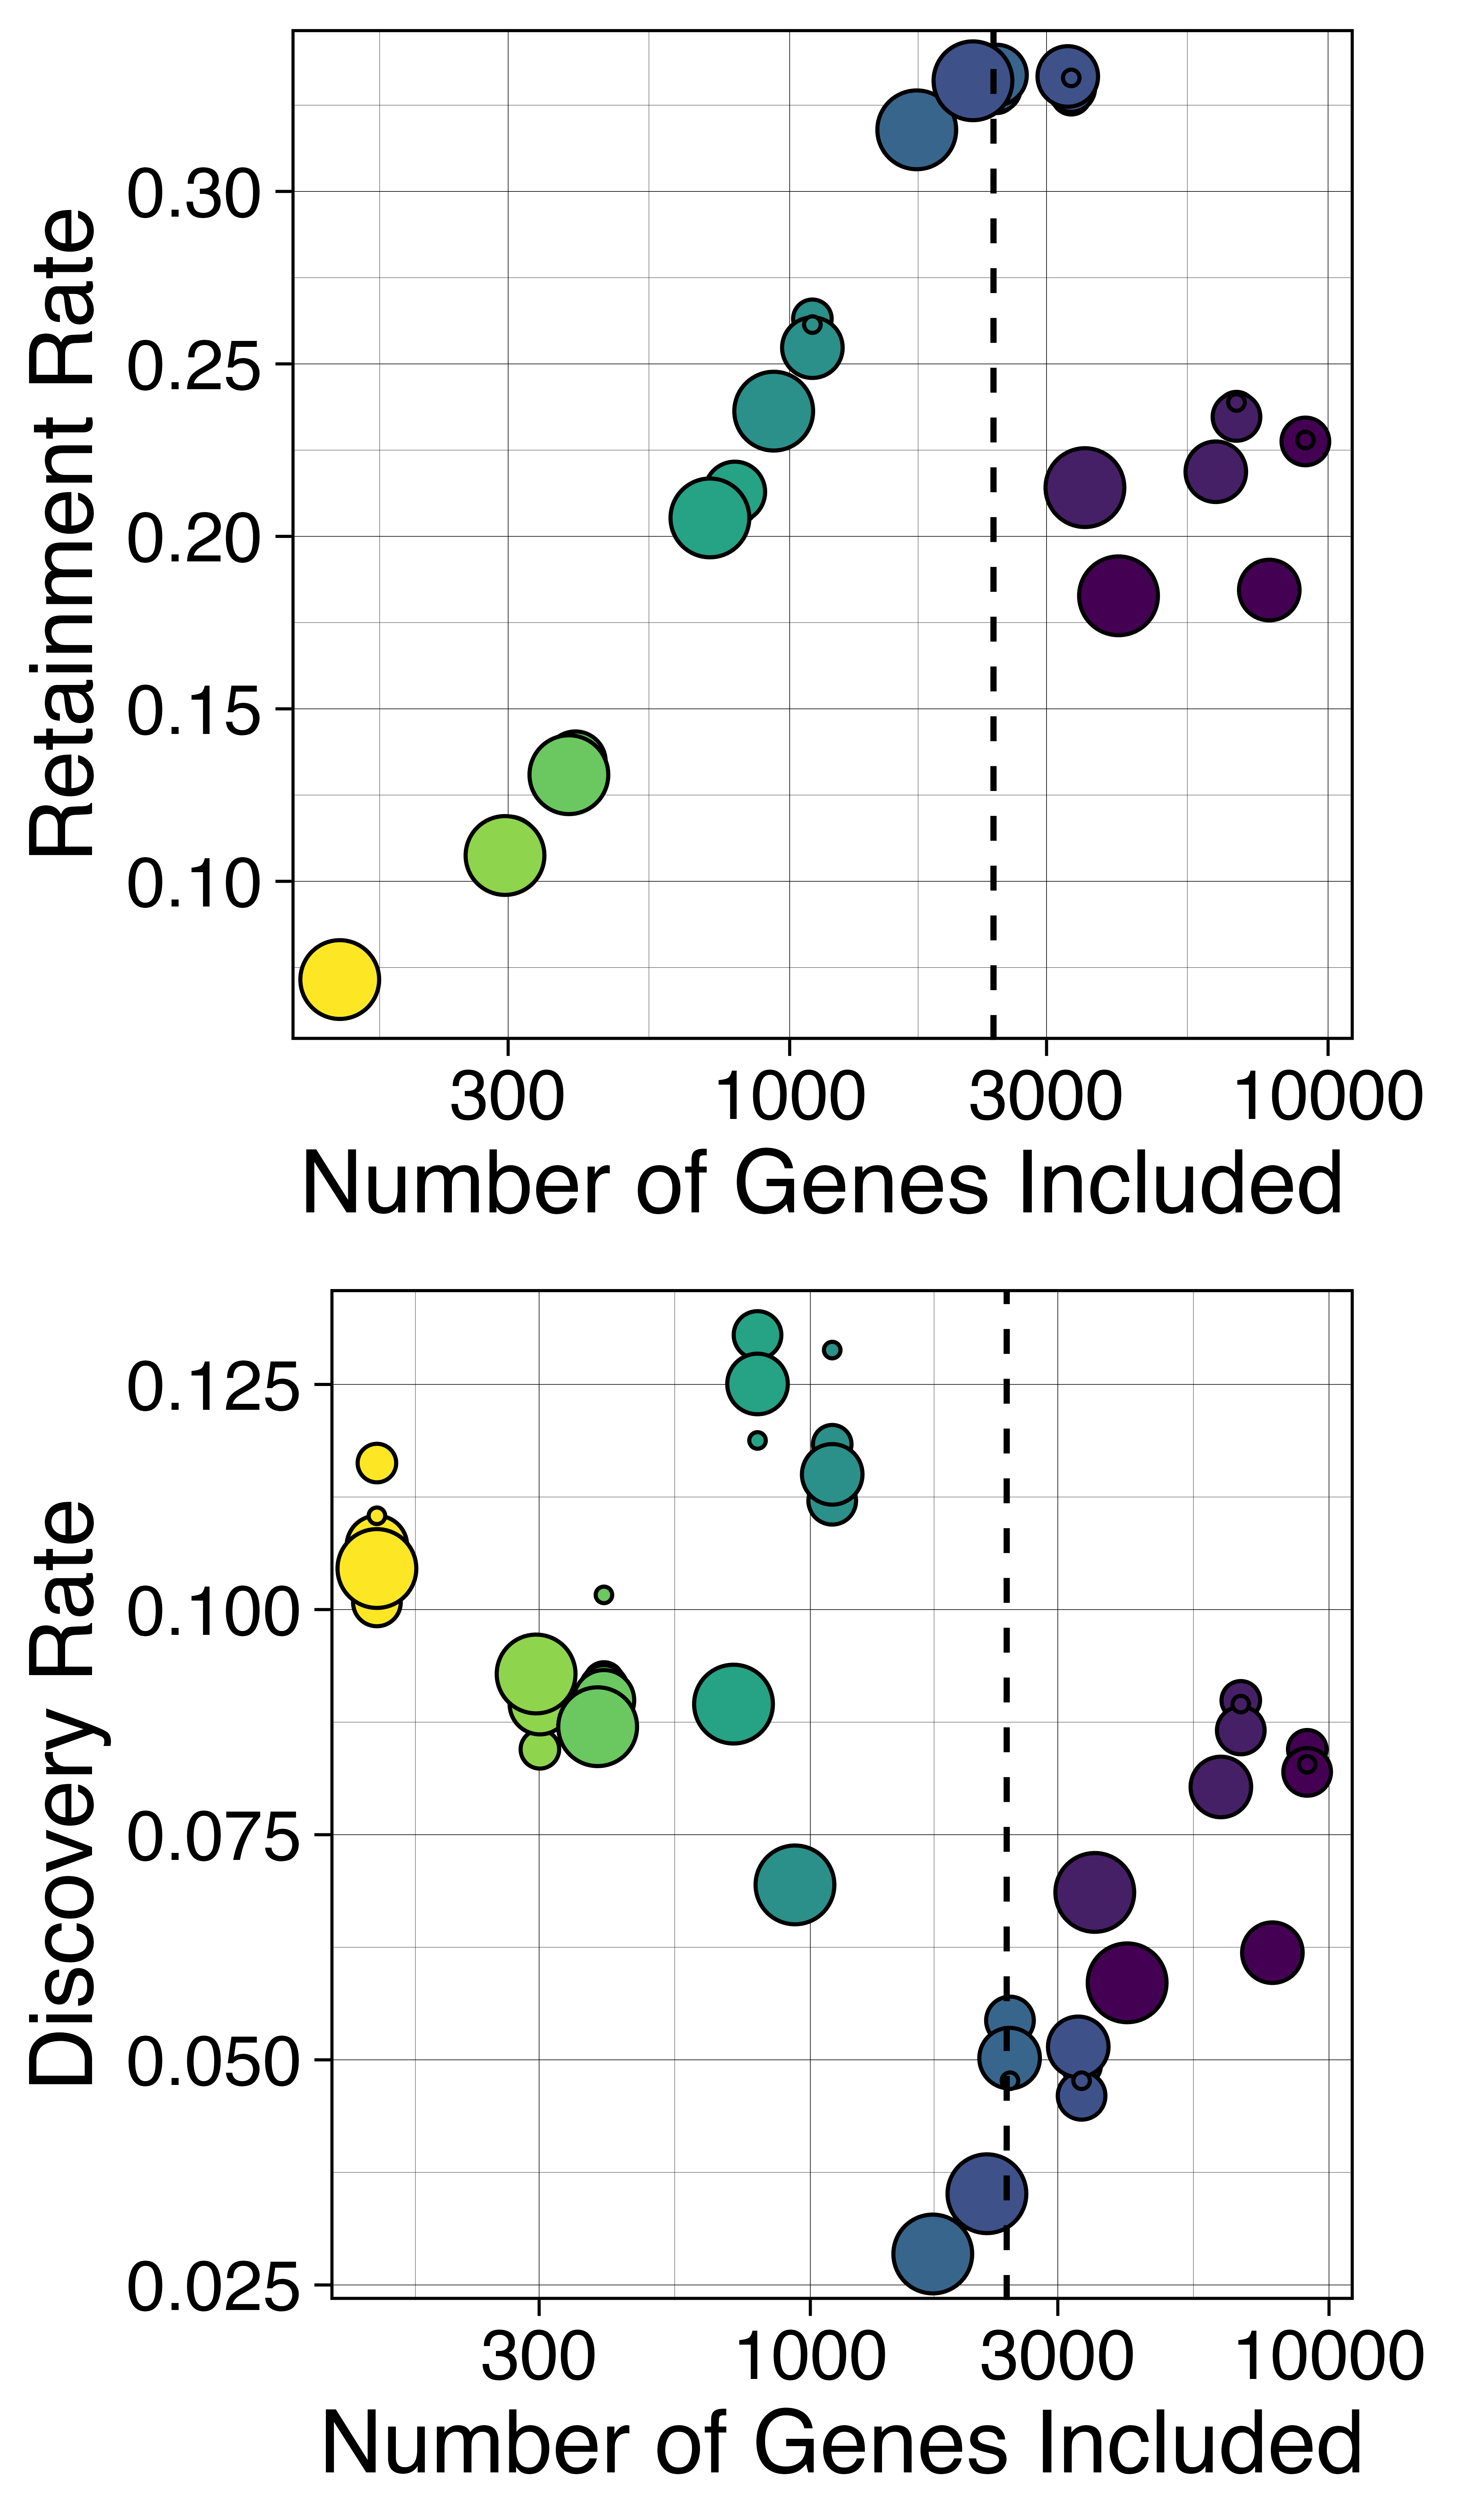 Retainment Rate
0.30
0.25
0.20
0.15
0.10
300 1000 3000 10000
Number of Genes Included
Discovery Rate
0.125
0.100
0.075
0.050
0.025
300 1000 3000 10000
Number of Genes Included